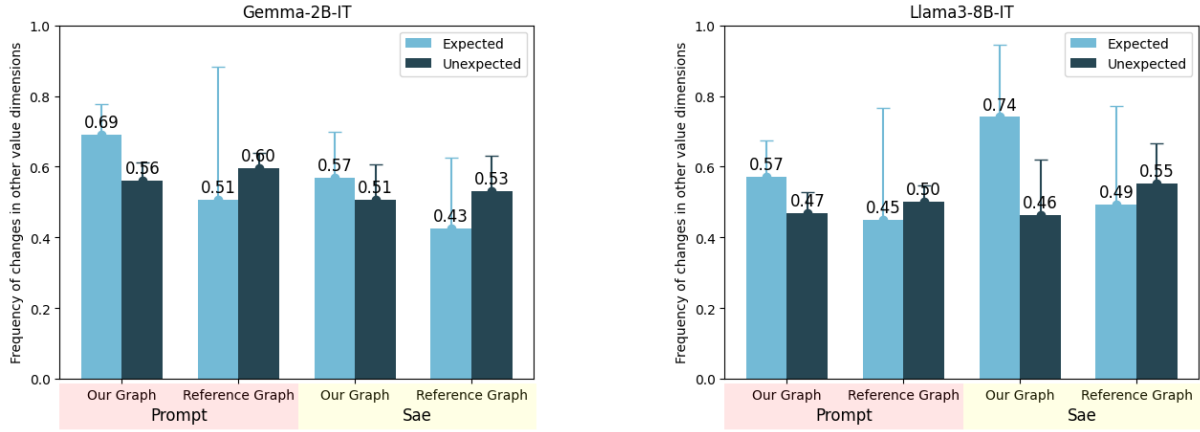 Gemma-2B-IT
Frequency of changes in other value dimensions
1.0
0.8
0.6
0.4
0.2
0.0
Expected
Unexpected
0.69
0.56
0.51
0.60
0.57
0.51
0.43
0.53
Our Graph Reference Graph Our Graph Reference Graph
Prompt Sae
Llama3-8B-IT
Frequency of changes in other value dimensions
1.0
0.8
0.6
0.4
0.2
0.0
Expected
Unexpected
0.57
0.47
0.45
0.50
0.74
0.46
0.49
0.55
Our Graph Reference Graph Our Graph Reference Graph
Prompt Sae